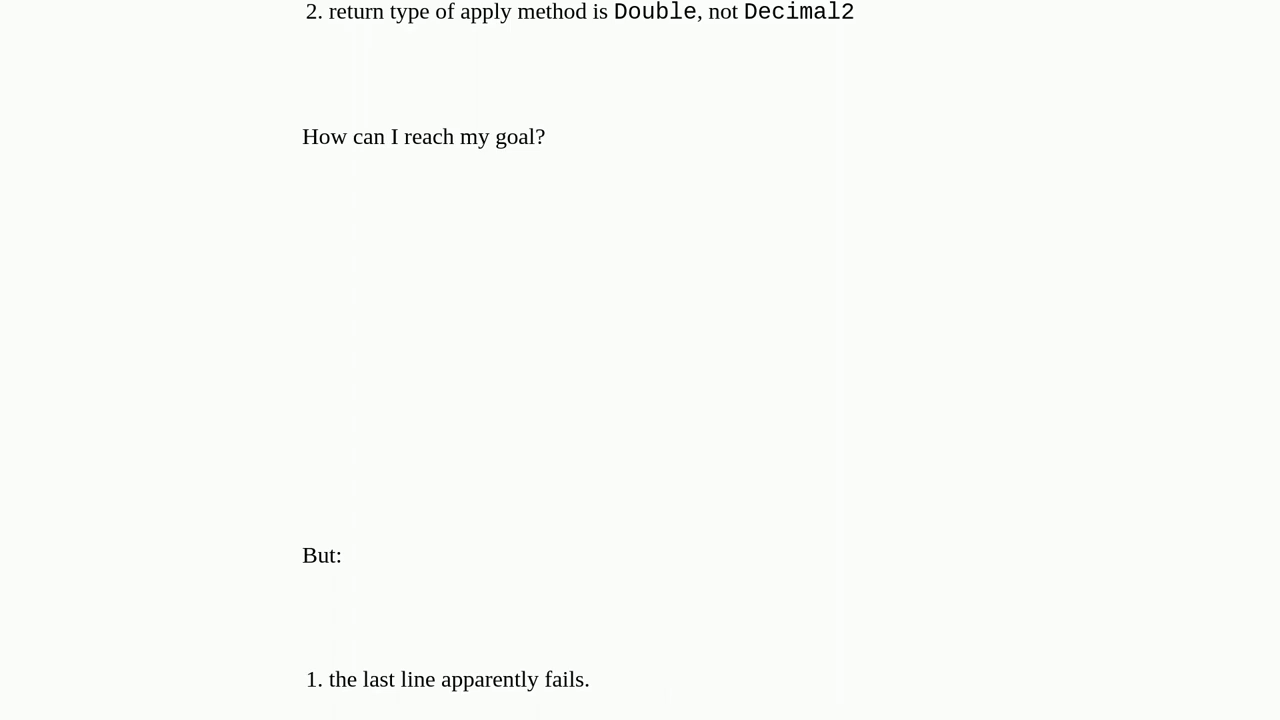 2. return type of apply method is Double, not Decimal2
How can I reach my goal?
But:
1. the last line apparently fails.